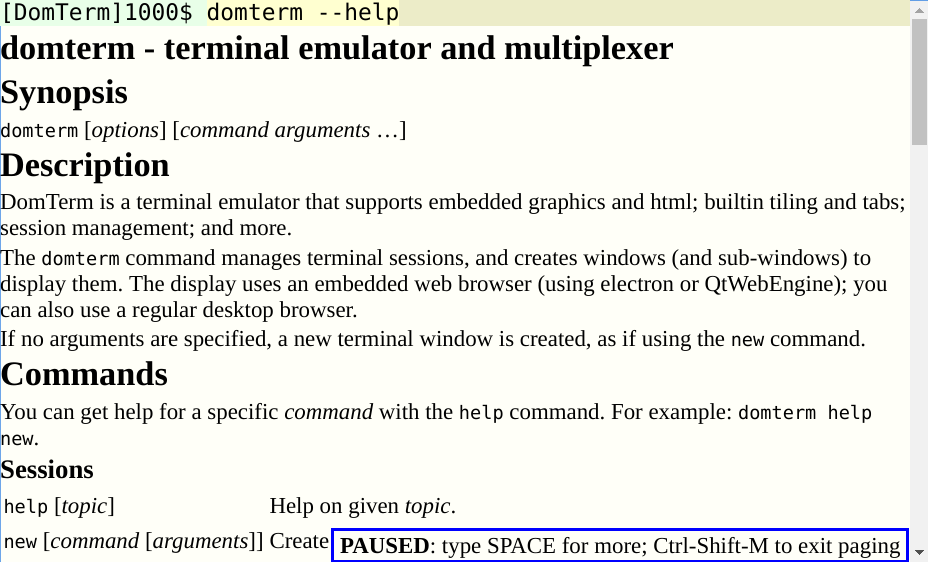 [DomTerm]1000$ domterm --help
domterm - terminal emulator and multiplexer
Synopsis
domterm [options] [command arguments …]
Description
DomTerm is a terminal emulator that supports embedded graphics and html; builtin tiling and tabs;
session management; and more.
The domterm command manages terminal sessions, and creates windows (and sub-windows) to
display them. The display uses an embedded web browser (using electron or QtWebEngine); you
can also use a regular desktop browser.
If no arguments are specified, a new terminal window is created, as if using the new command.
Commands
You can get help for a specific command with the help command. For example: domterm help
new.
Sessions
help [topic] Help on given topic.
new [command [arguments]] Create
PAUSED: type SPACE for more; Ctrl-Shift-M to exit paging